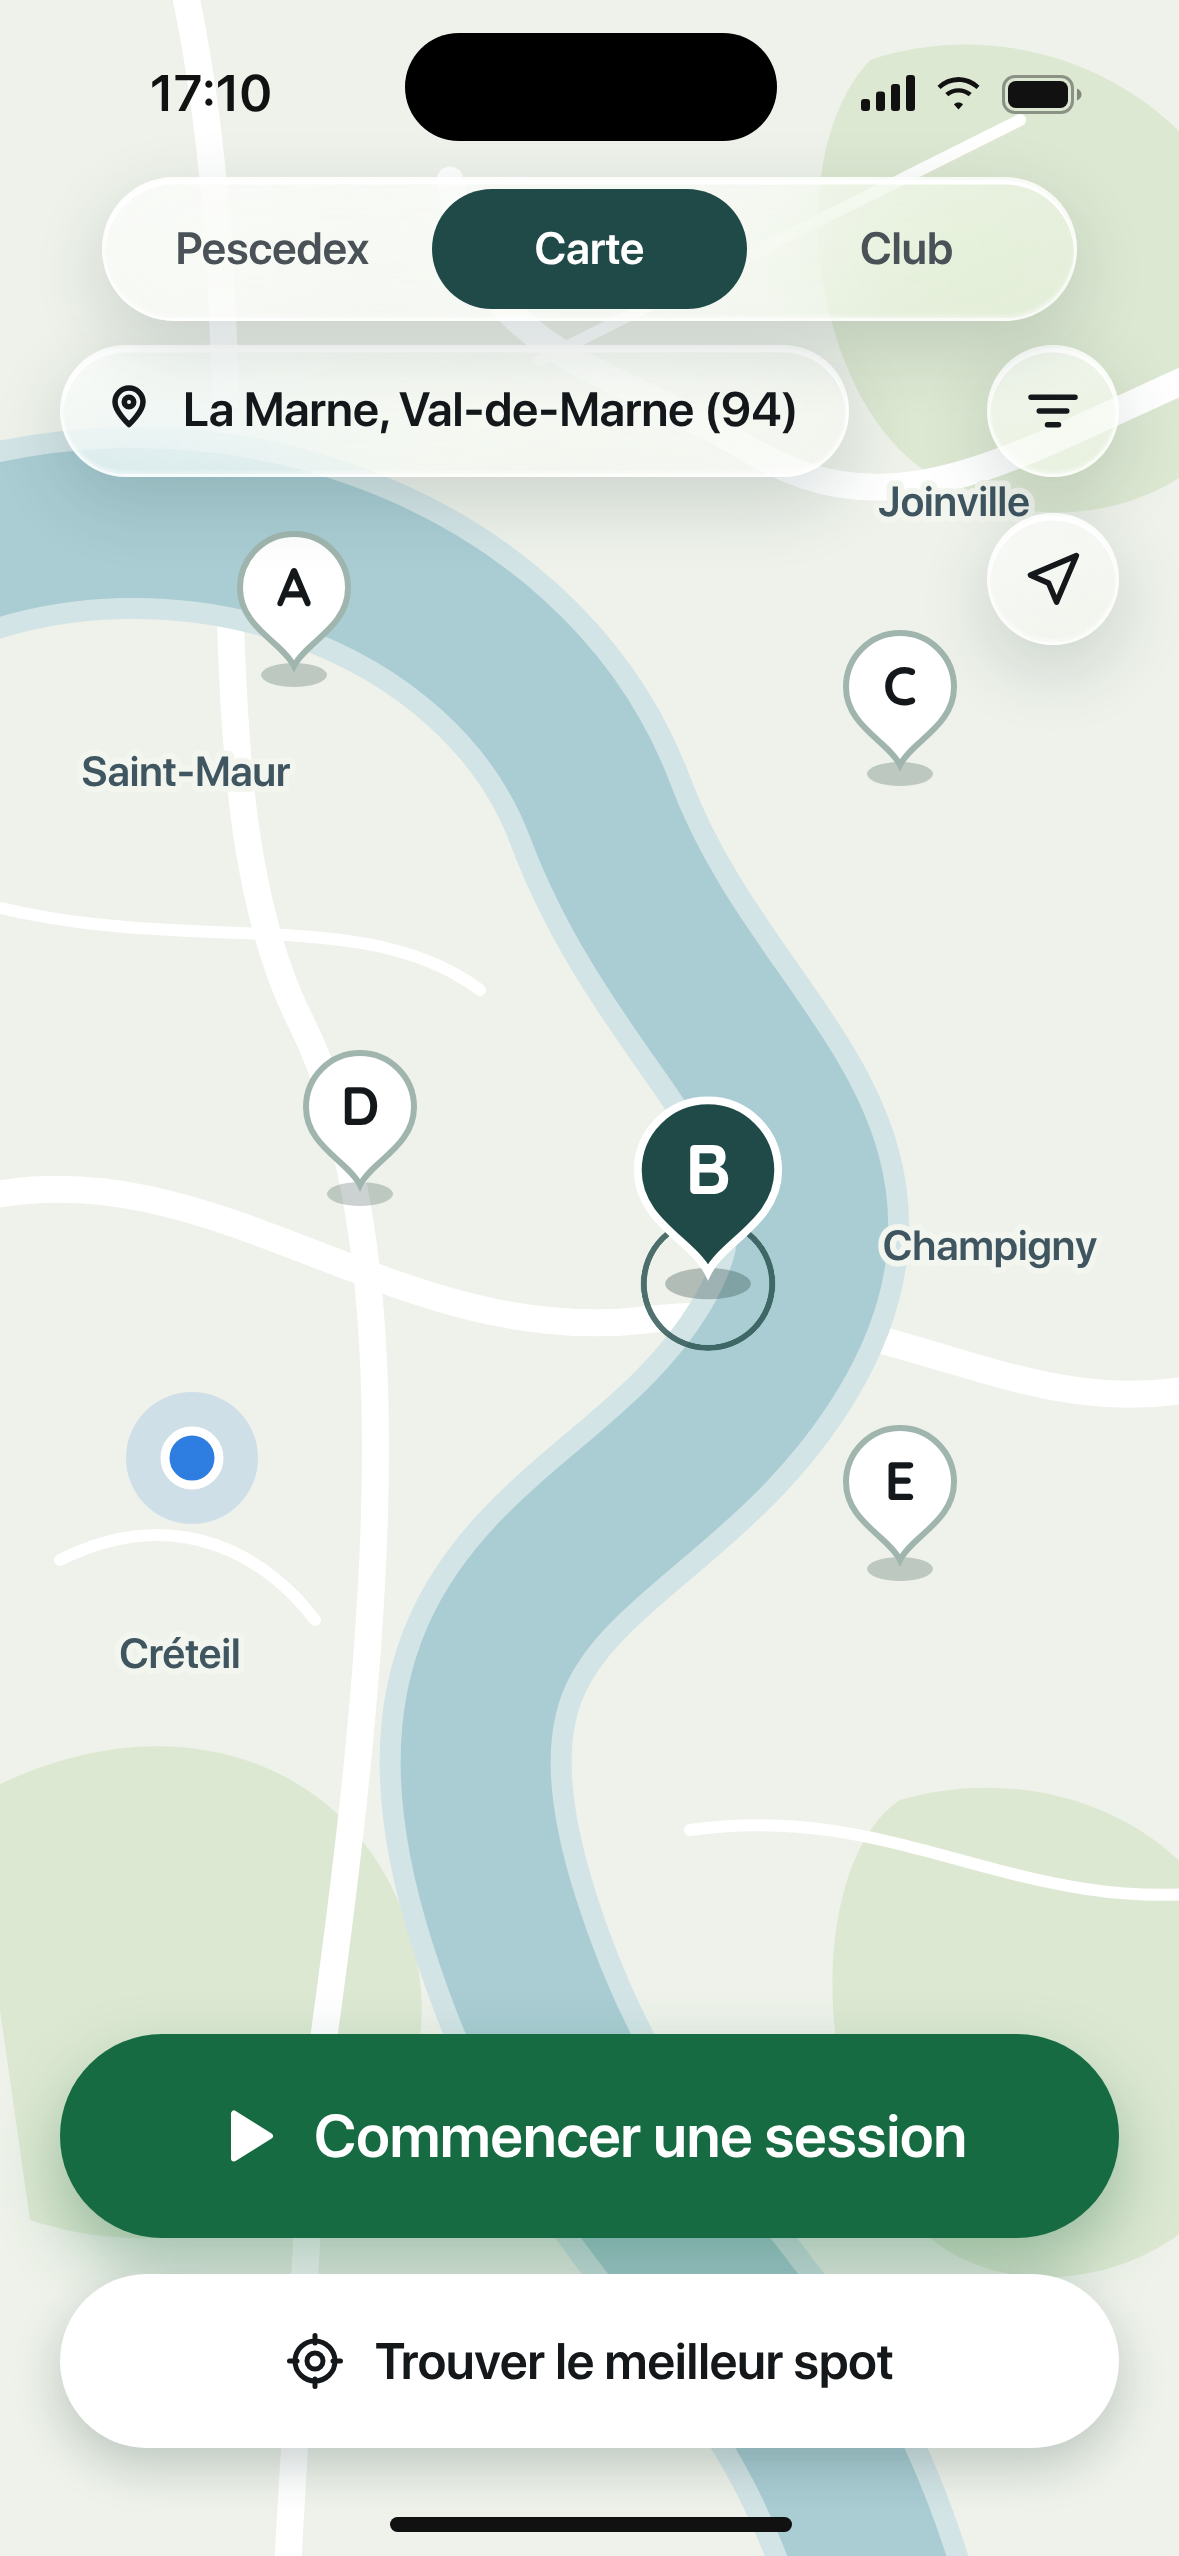 17:10
Pescedex
Carte
Club
La Marne, Val-de-Marne (94)
Joinville
A
C
Saint-Maur
D
B
Champigny
E
Créteil
Commencer une session
Trouver le meilleur spot